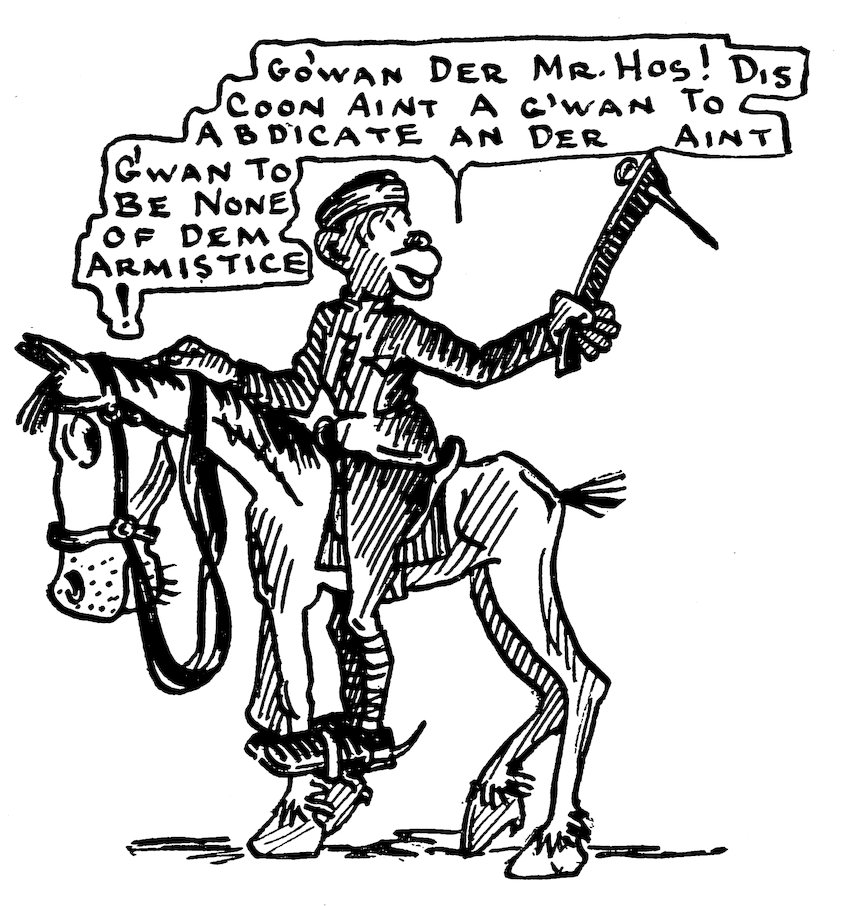 GO'WAN DER MR. HOS! DIS
COON AINT A G'WAN TO
ABDICATE AN DER AINT
G'WAN TO
BE NONE
OF DEM
ARMISTICE
!